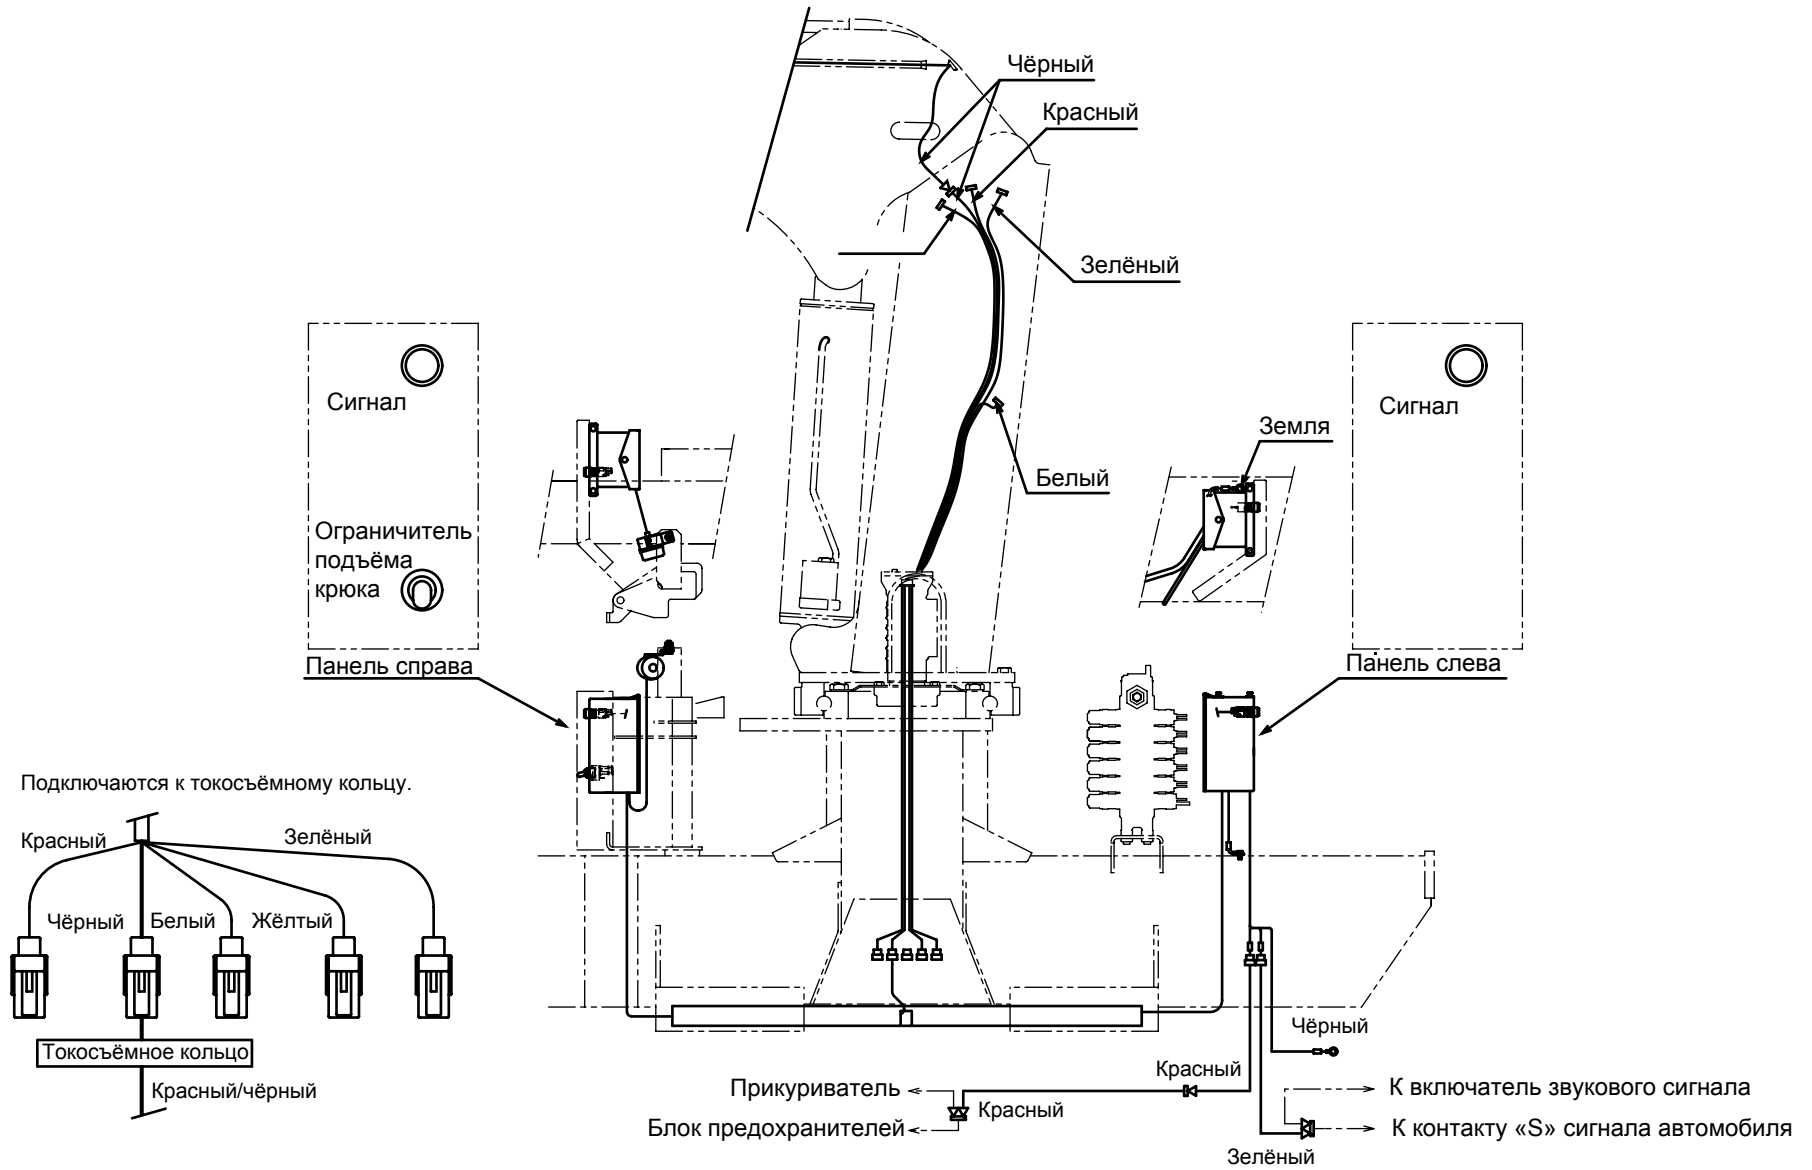 Чёрный
Красный
Зелёный
Сигнал
Сигнал
Земля
Белый
Ограничитель
подъёма
крюка
Панель справа
Панель слева
Подключаются к токосъёмному кольцу.
Красный
Зелёный
Чёрный
Белый
Жёлтый
Токосъёмное кольцо
Красный/чёрный
Чёрный
Красный
Прикуриватель
Красный
К включатель звукового сигнала
Блок предохранителей
К контакту «S» сигнала автомобиля
Зелёный